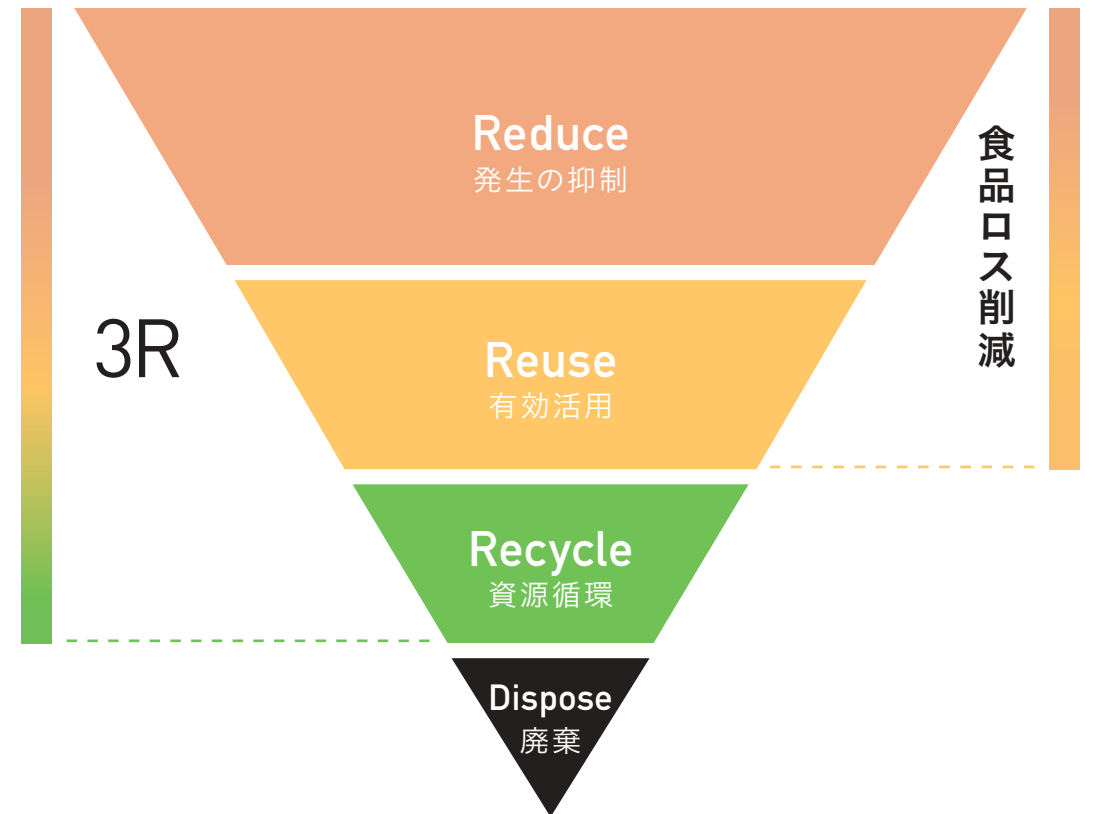 Reduce
発生の抑制
食品ロス削減
3R
Reuse
有効活用
Recycle
資源循環
Dispose
廃棄